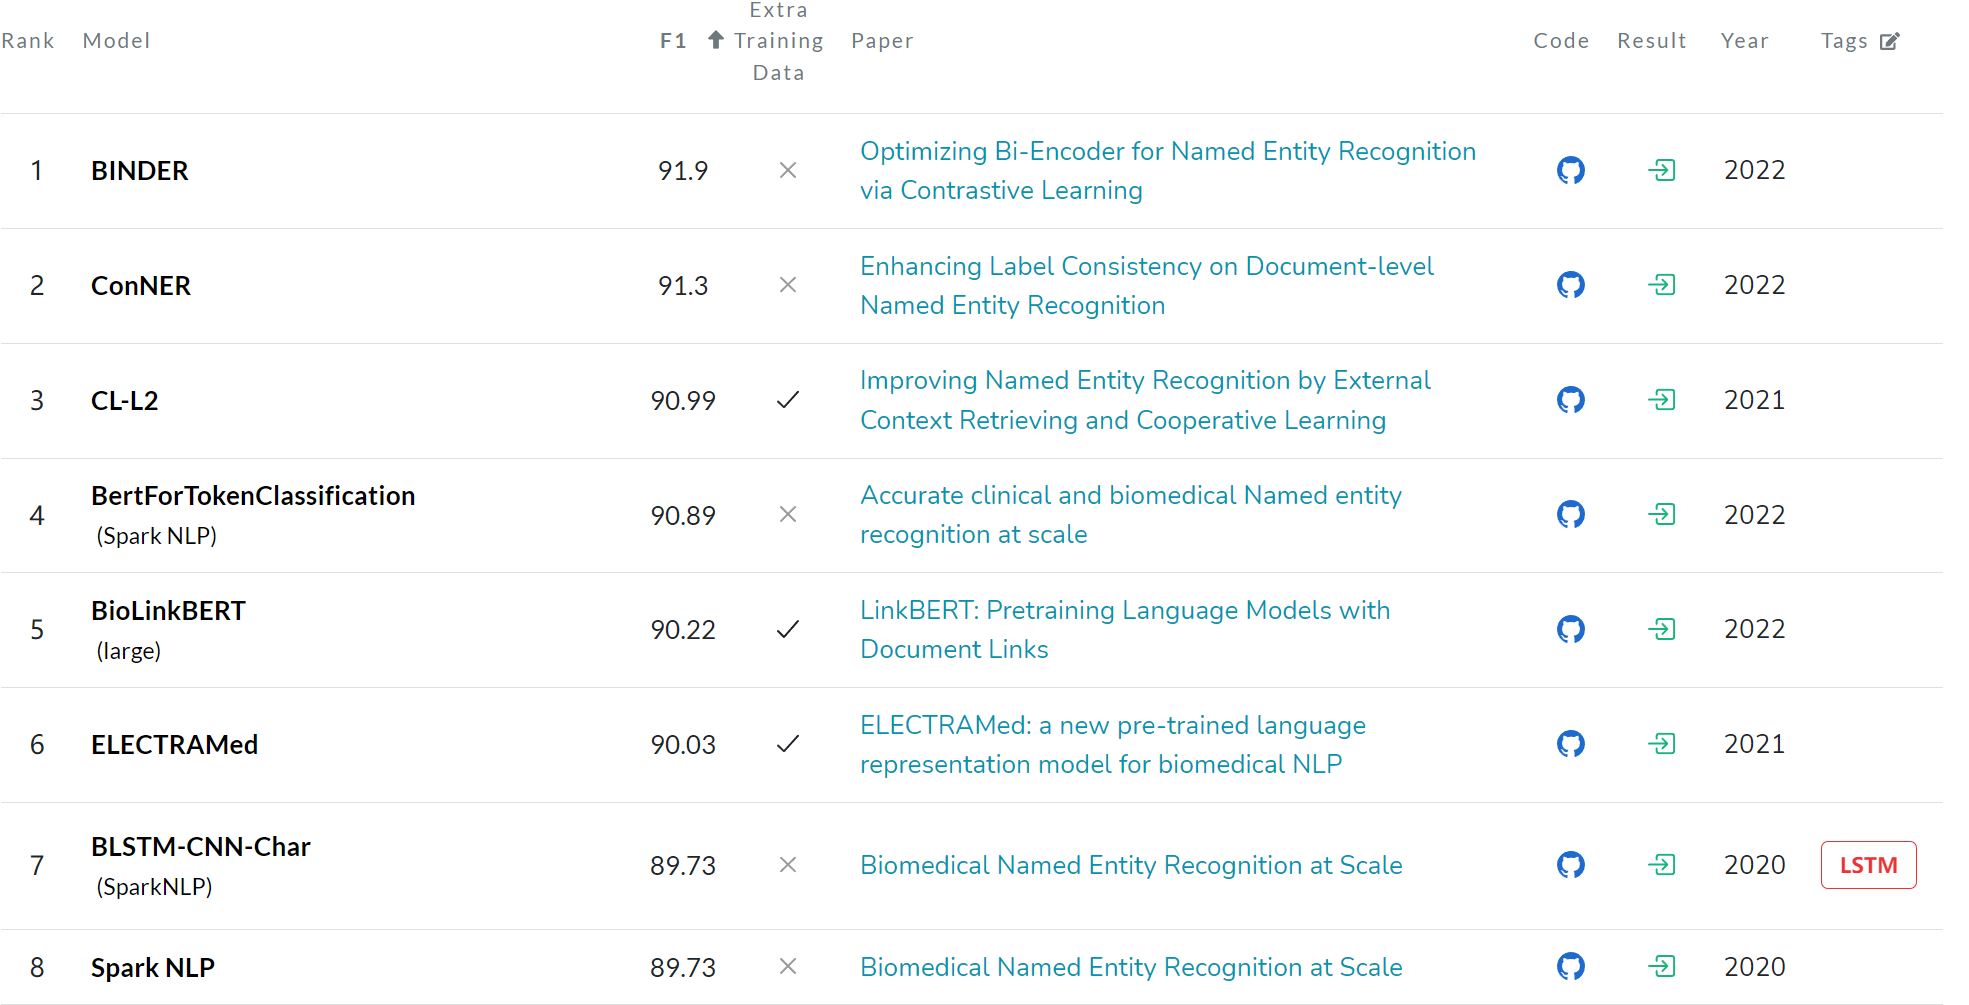 Rank Model F1 Extra Training Data Paper Code Result Year Tags
1 BINDER 91.9 Optimizing Bi-Encoder for Named Entity Recognition 2022
via Contrastive Learning
2 ConNER 91.3 Enhancing Label Consistency on Document-level 2022
Named Entity Recognition
3 CL-L2 90.99 Improving Named Entity Recognition by External 2021
Context Retrieving and Cooperative Learning
4 BertForTokenClassification 90.89 Accurate clinical and biomedical Named entity 2022
(Spark NLP) recognition at scale
5 BioLinkBERT 90.22 LinkBERT: Pretraining Language Models with 2022
(large) Document Links
6 ELECTRAMed 90.03 ELECTRAMed: a new pre-trained language 2021
representation model for biomedical NLP
7 BLSTM-CNN-Char 89.73 Biomedical Named Entity Recognition at Scale 2020 LSTM
(SparkNLP)
8 Spark NLP 89.73 Biomedical Named Entity Recognition at Scale 2020